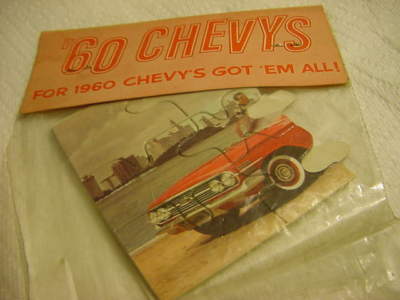 '60 CHEVYS
FOR 1960 CHEVY'S GOT 'EM ALL!